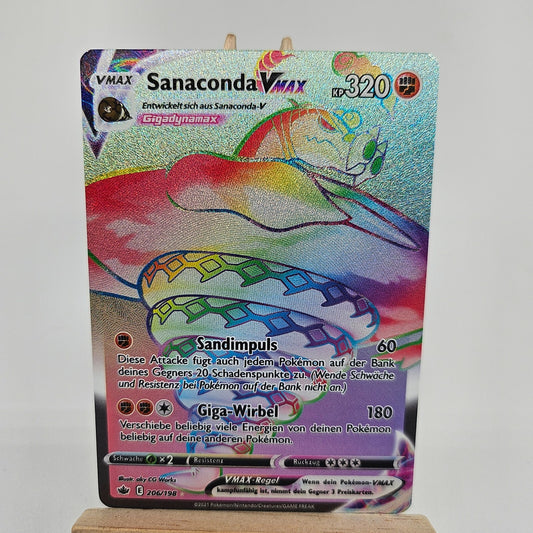 VMAX
Sanaconda VMAX
KP 320
Entwickelt sich aus Sanaconda-V
Gigadynamax
Sandimpuls 60
Diese Attacke fügt auch jedem Pokémon auf der Bank
deines Gegners 20 Schadenspunkte zu. (Wende Schwäche
und Resistenz bei Pokémon auf der Bank nicht an.)
Giga-Wirbel 180
Verschiebe beliebig viele Energien von deinen Pokémon
beliebig auf deine anderen Pokémon.
Schwäche ×2 Resistenz Rückzug
Illustr. aky CG Works
VMAX-Regel Wenn dein Pokémon-VMAX
kampfunfähig ist, nimmt dein Gegner 3 Preiskarten.
E 206/198
©2021 Pokémon/Nintendo/Creatures/GAME FREAK